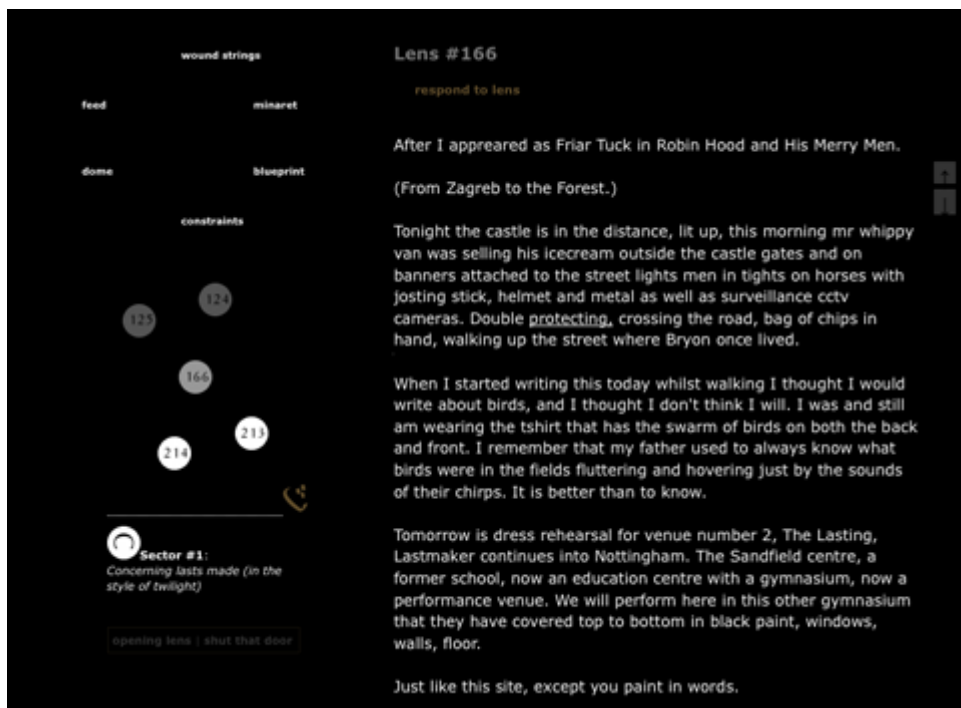 wound strings
feed
minaret
dome
blueprint
constraints
124
125
166
213
214
Sector #1:
Concerning lasts made (in the
style of twilight)
opening lens | shut that door
Lens #166
respond to lens
After I appreared as Friar Tuck in Robin Hood and His Merry Men.
(From Zagreb to the Forest.)
Tonight the castle is in the distance, lit up, this morning mr whippy
van was selling his icecream outside the castle gates and on
banners attached to the street lights men in tights on horses with
josting stick, helmet and metal as well as surveillance cctv
cameras. Double protecting, crossing the road, bag of chips in
hand, walking up the street where Bryon once lived.
When I started writing this today whilst walking I thought I would
write about birds, and I thought I don't think I will. I was and still
am wearing the tshirt that has the swarm of birds on both the back
and front. I remember that my father used to always know what
birds were in the fields fluttering and hovering just by the sounds
of their chirps. It is better than to know.
Tomorrow is dress rehearsal for venue number 2, The Lasting,
Lastmaker continues into Nottingham. The Sandfield centre, a
former school, now an education centre with a gymnasium, now a
performance venue. We will perform here in this other gymnasium
that they have covered top to bottom in black paint, windows,
walls, floor.
Just like this site, except you paint in words.